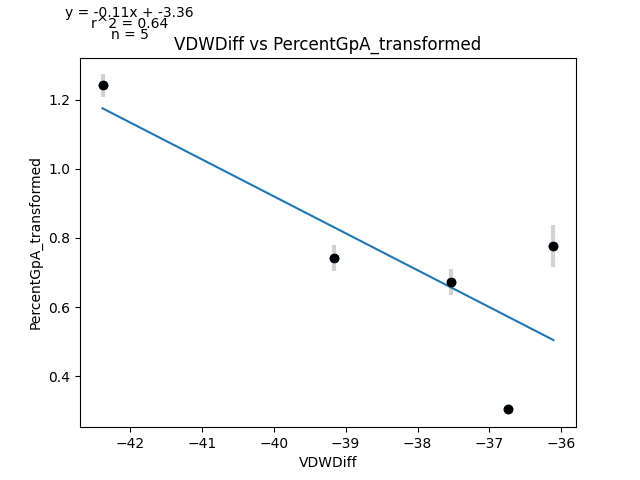 y = -0.11x + -3.36
r^2 = 0.64
n = 5
VDWDiff vs PercentGpA_transformed
PercentGpA_transformed
1.2
1.0
0.8
0.6
0.4
−42
−41
−40
−39
−38
−37
−36
VDWDiff